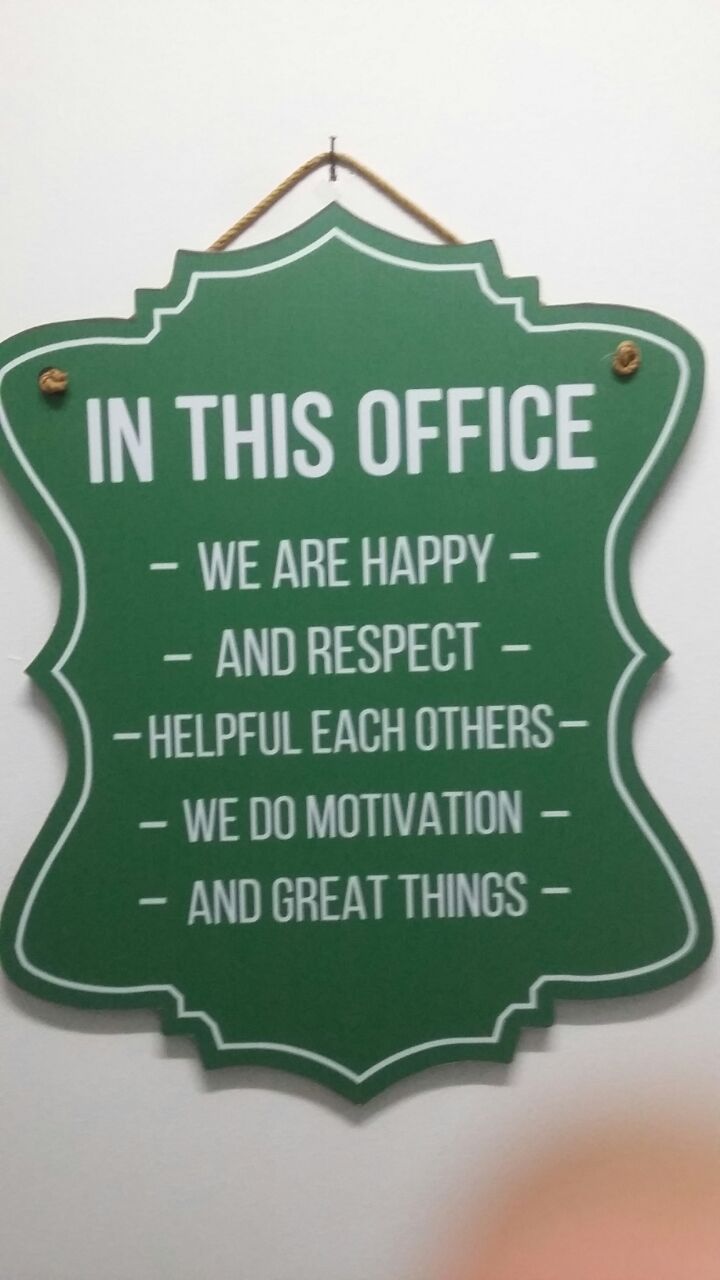 IN THIS OFFICE
– WE ARE HAPPY –
– AND RESPECT –
– HELPFUL EACH OTHERS –
– WE DO MOTIVATION –
– AND GREAT THINGS –